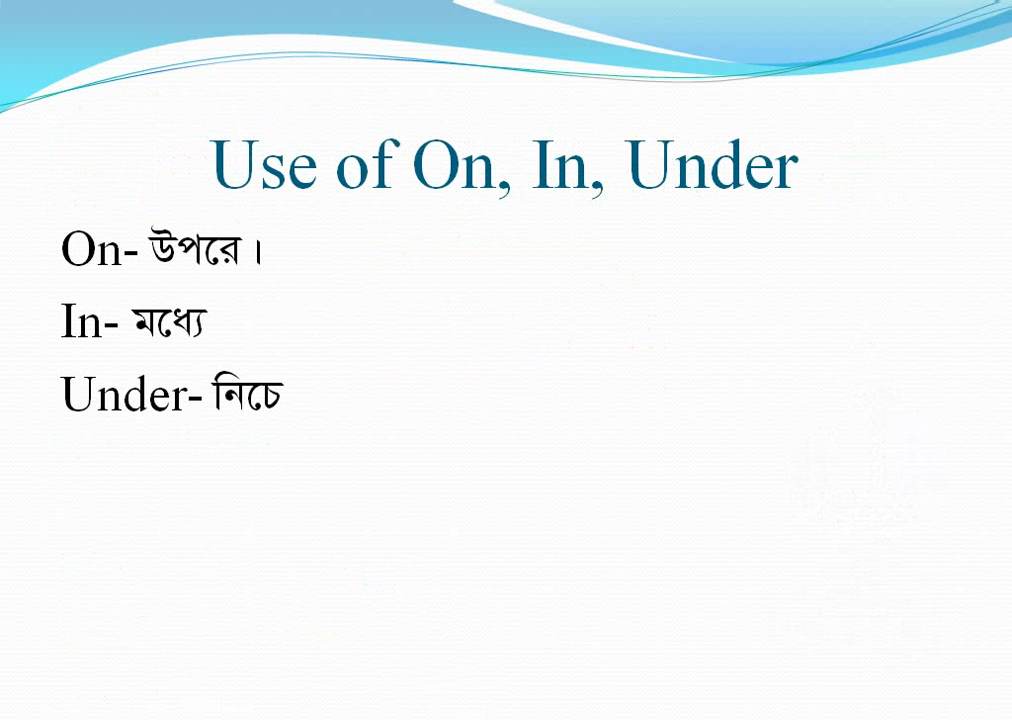 Use of On, In, Under
On- উপরে।
In- মধ্যে
Under- নিচে